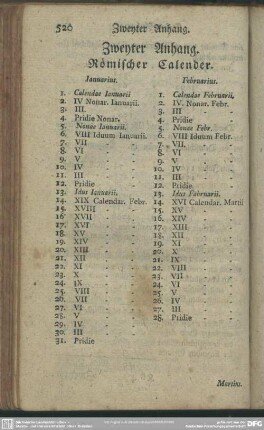 520 Zweyter Anhang.
Zweyter Anhang.
Römischer Calender.
Ianuarius.
1. Calendae Ianuarii
2. IV Nonar. Ianuarii.
3. III.
4. Pridie Nonar.
5. Nonae Ianuarii.
6. VIII Iduum Ianuarii.
7. VII
8. VI
9. V
10. IV
11. III.
12. Pridie
13. Idus Ianuarii.
14. XIX Calendar. Febr.
15. XVIII
16. XVII
17. XVI
18. XV
19. XIV
20. XIII
21. XII
22. XI
23. X
24. IX
25. VIII
26. VII
27. VI
28. V
29. IV
30. III
31. Pridie
Februarius.
1. Calendae Februarii.
2. IV. Nonar. Febr.
3. III
4. Pridie
5. Nonae Febr.
6. VIII Iduum Febr.
7. VII.
8. VI
9. V
10. IV
11. III
12. Pridie
13. Idus Februarii.
14. XVI Calendar. Martii
15. XV
16. XIV
17. XIII
18. XII
19. XI
20. X
21. IX
22. VIII
23. VII
24. VI
25. V
26. IV
27. III
28. Pridie
Martius.
DFG